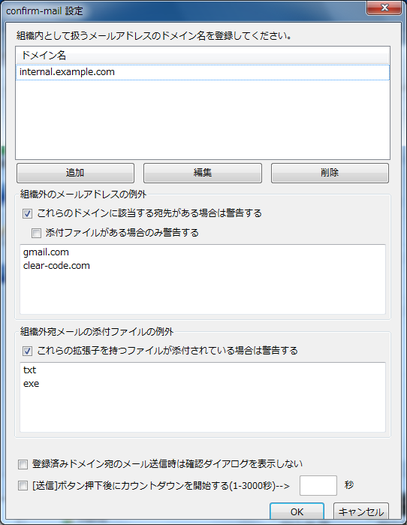 confirm-mail 設定
組織内として扱うメールアドレスのドメイン名を登録してください。
ドメイン名
internal.example.com
追加 編集 削除
組織外のメールアドレスの例外
これらのドメインに該当する宛先がある場合は警告する
添付ファイルがある場合のみ警告する
gmail.com
clear-code.com
組織外宛メールの添付ファイルの例外
これらの拡張子を持つファイルが添付されている場合は警告する
txt
exe
登録済みドメイン宛のメール送信時は確認ダイアログを表示しない
[送信]ボタン押下後にカウントダウンを開始する(1-3000秒)--> 秒
OK キャンセル